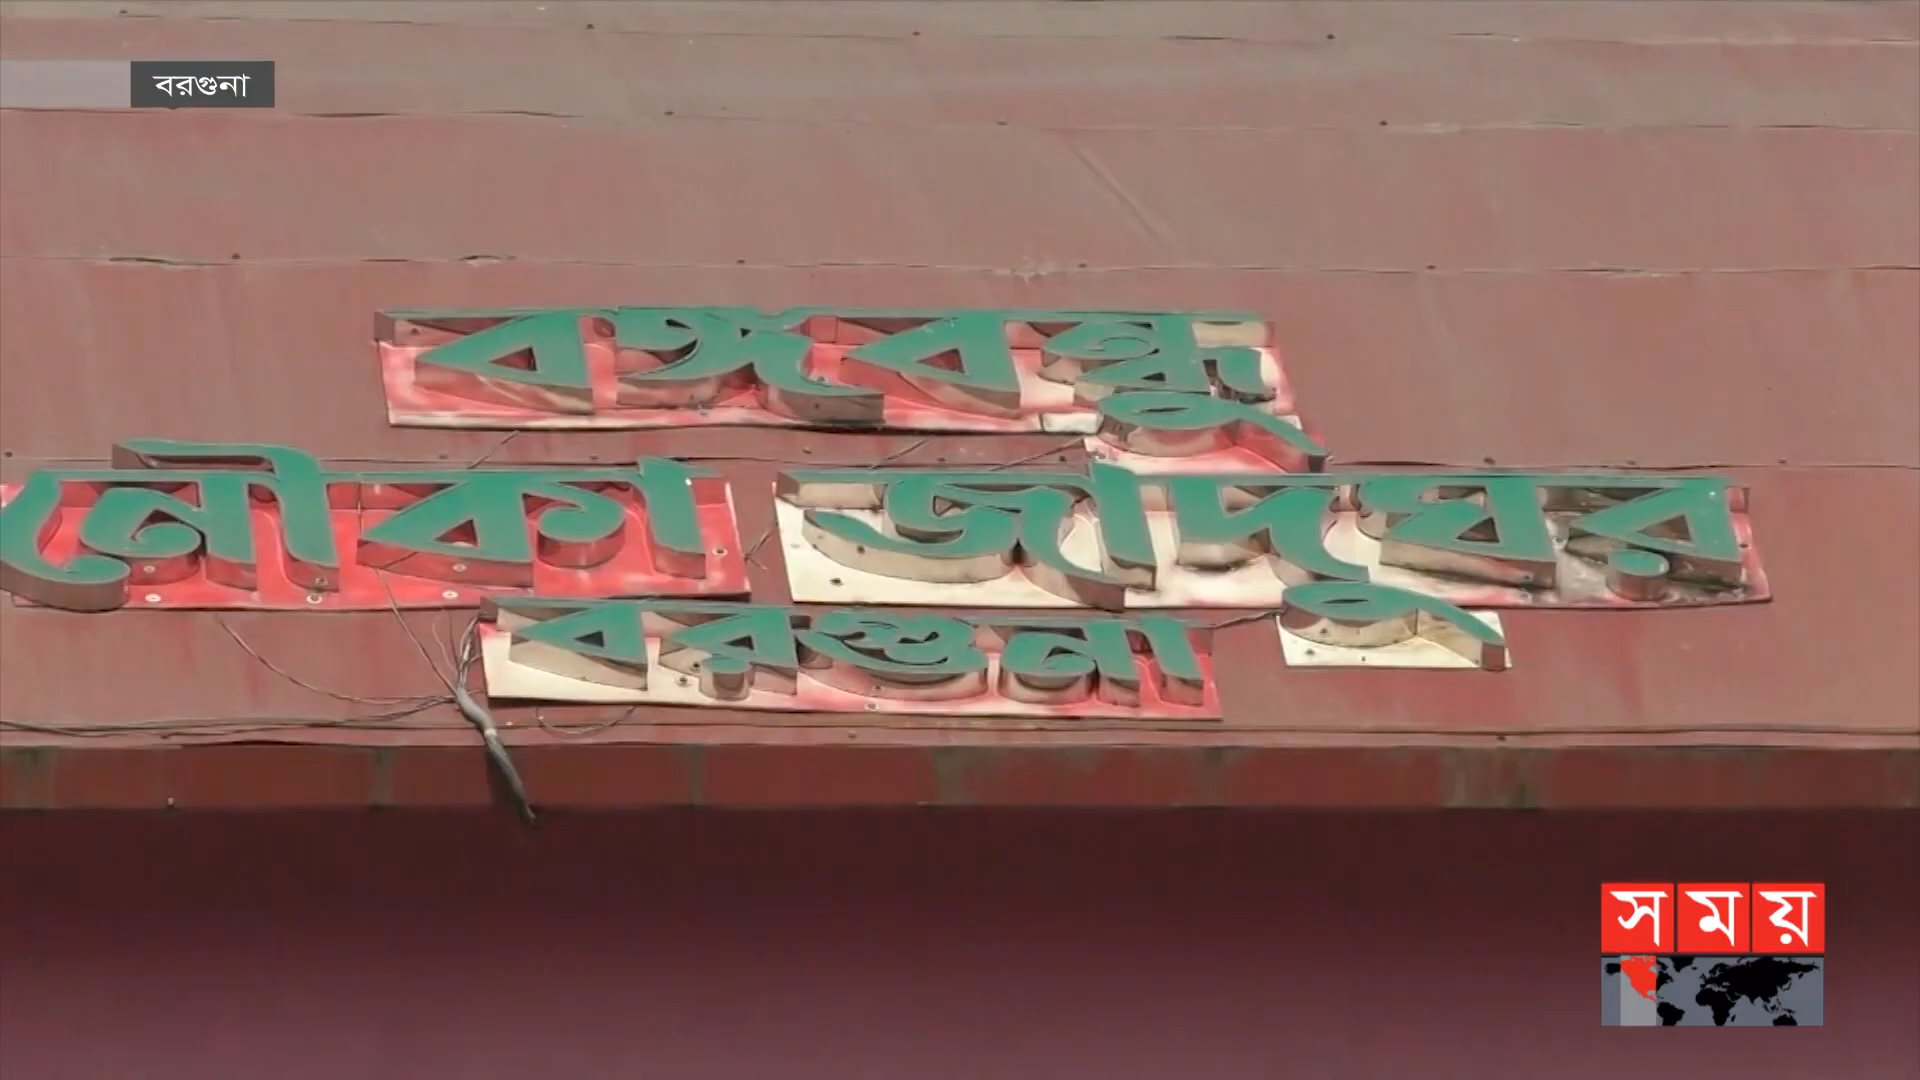 বরগুনা
বঙ্গবন্ধু
নৌকা জাদুঘর
বরগুনা
সময়